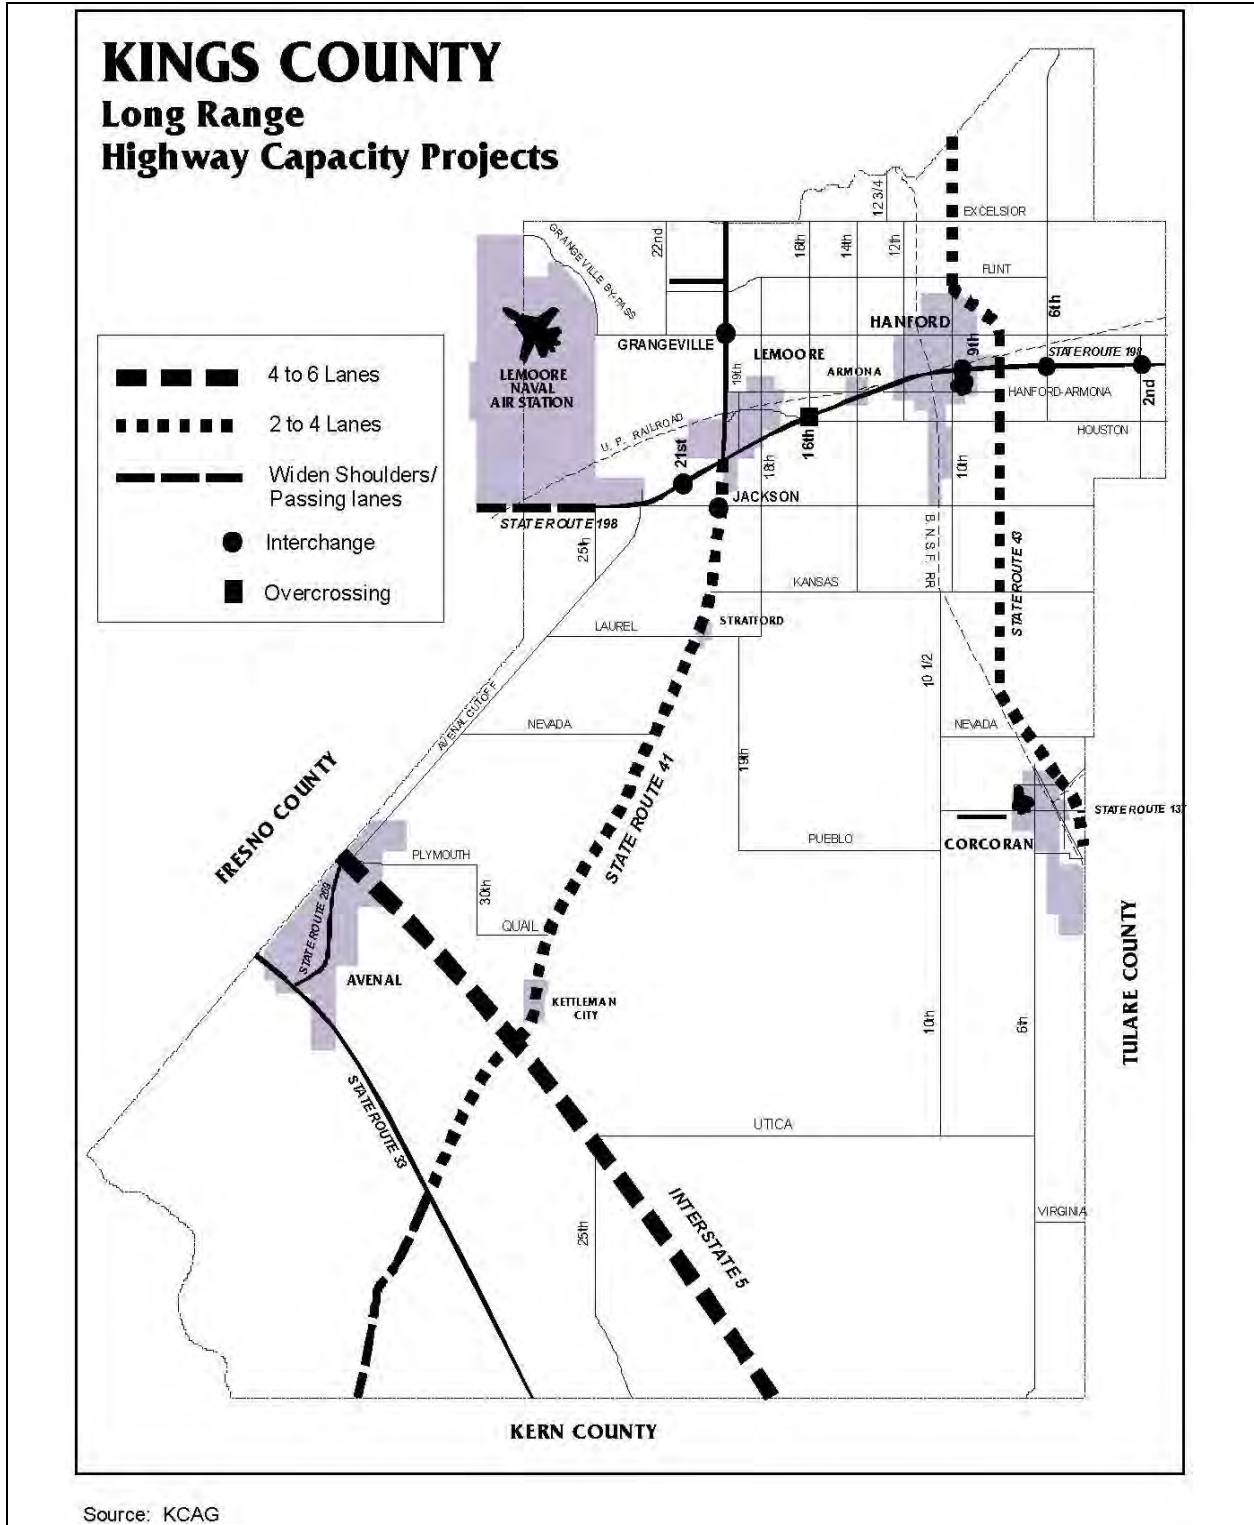 KINGS COUNTY
Long Range
Highway Capacity Projects
12 3/4
EXCELSIOR
22nd
GRANGEVILLE BY-PASS
16th
14th
12th
FLINT
6th
HANFORD
9th
STATE ROUTE 198
GRANGEVILLE
LEMOORE
19th
ARMONA
HANFORD-ARMONA
2nd
LEMOORE
NAVAL
AIR STATION
4 to 6 Lanes
2 to 4 Lanes
Widen Shoulders/
Passing lanes
Interchange
Overcrossing
U. P. RAILROAD
HOUSTON
21st
18th
16th
10th
JACKSON
STATE ROUTE 198
25th
B.N.S.F. RR
STATE ROUTE 43
KANSAS
LAUREL
STRATFORD
10 1/2
AVENAL CUTOFF
NEVADA
NEVADA
19th
STATE ROUTE 41
FRESNO COUNTY
STATE ROUTE 137
PUEBLO
CORCORAN
PLYMOUTH
30th
STATE ROUTE 269
QUAIL
AVENAL
KETTLEMAN
CITY
10th
6th
TULARE COUNTY
STATE ROUTE 33
UTICA
INTERSTATE 5
25th
VIRGINIA
KERN COUNTY
Source: KCAG